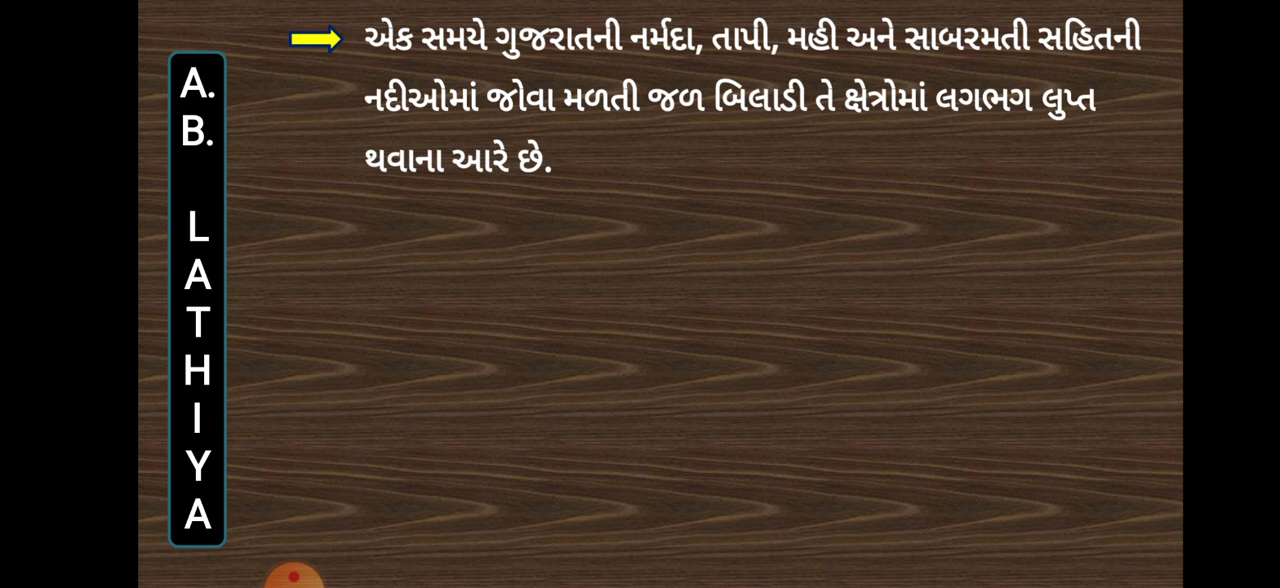 A.
B.
L
A
T
H
I
Y
A
એક સમયે ગુજરાતની નર્મદા, તાપી, મહી અને સાબરમતી સહિતની
નદીઓમાં જોવા મળતી જળ બિલાડી તે ક્ષેત્રોમાં લગભગ લુપ્ત
થવાના આરે છે.